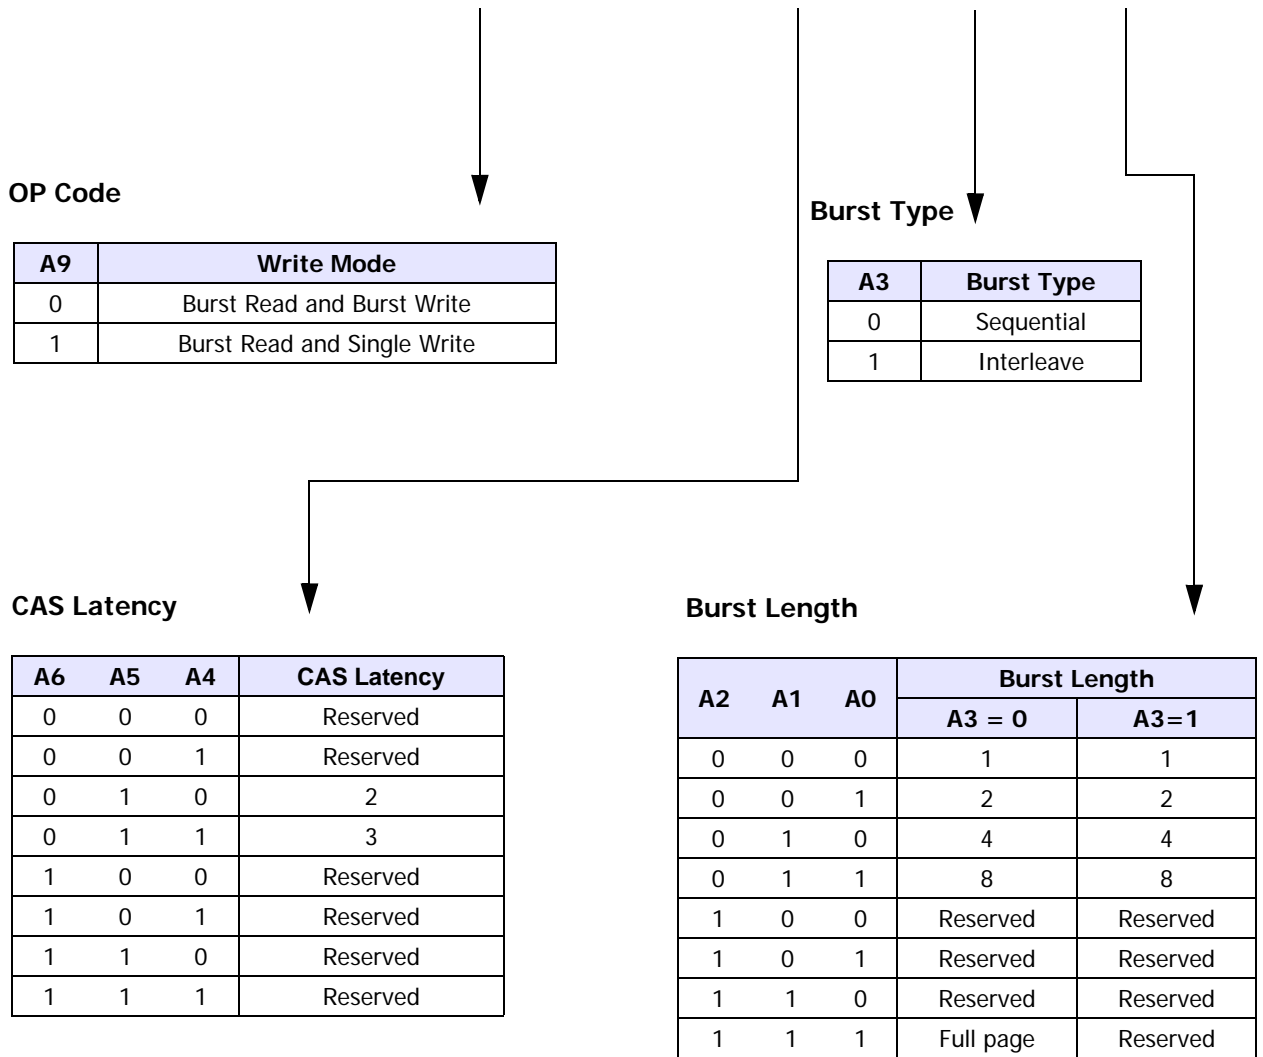 OP Code
A9 Write Mode
0 Burst Read and Burst Write
1 Burst Read and Single Write
Burst Type
A3 Burst Type
0 Sequential
1 Interleave
CAS Latency
A6 A5 A4 CAS Latency
0 0 0 Reserved
0 0 1 Reserved
0 1 0 2
0 1 1 3
1 0 0 Reserved
1 0 1 Reserved
1 1 0 Reserved
1 1 1 Reserved
Burst Length
A2 A1 A0 Burst Length
A3 = 0 A3=1
0 0 0 1 1
0 0 1 2 2
0 1 0 4 4
0 1 1 8 8
1 0 0 Reserved Reserved
1 0 1 Reserved Reserved
1 1 0 Reserved Reserved
1 1 1 Full page Reserved